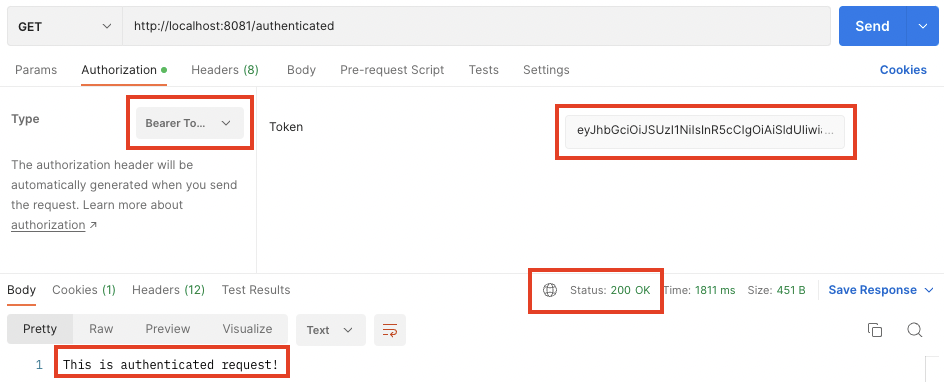 GET http://localhost:8081/authenticated Send
Params Authorization Headers (8) Body Pre-request Script Tests Settings Cookies
Type Bearer To... Token eyJhbGciOiJSUzI1NiIsInR5cCIgOiAiSldUIiwi...
The authorization header will be
automatically generated when you send
the request. Learn more about
authorization ↗
Body Cookies (1) Headers (12) Test Results Status: 200 OK Time: 1811 ms Size: 451 B Save Response
Pretty Raw Preview Visualize Text
1 This is authenticated request!